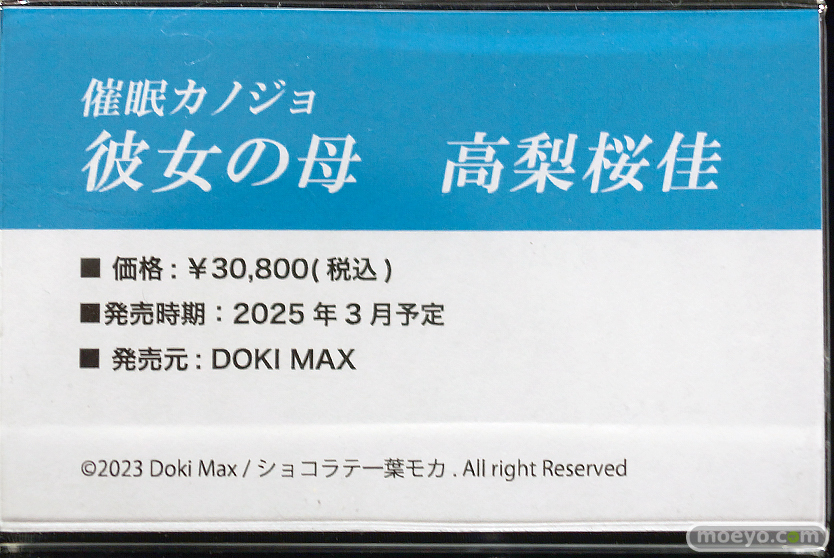 催眠カノジョ
彼女の母　高梨桜佳
■ 価格：￥30,800(税込)
■発売時期：2025年3月予定
■ 発売元：DOKI MAX
©2023 Doki Max / ショコラテ一葉モカ . All right Reserved
moeyo.com